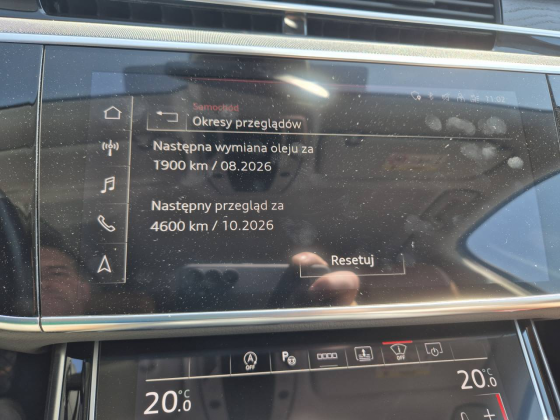 Samochód
Okresy przeglądów
Następna wymiana oleju za
1900 km / 08.2026
Następny przegląd za
4600 km / 10.2026
Resetuj
OFF
P
OFF
20.0 °C
20.0 °C
+